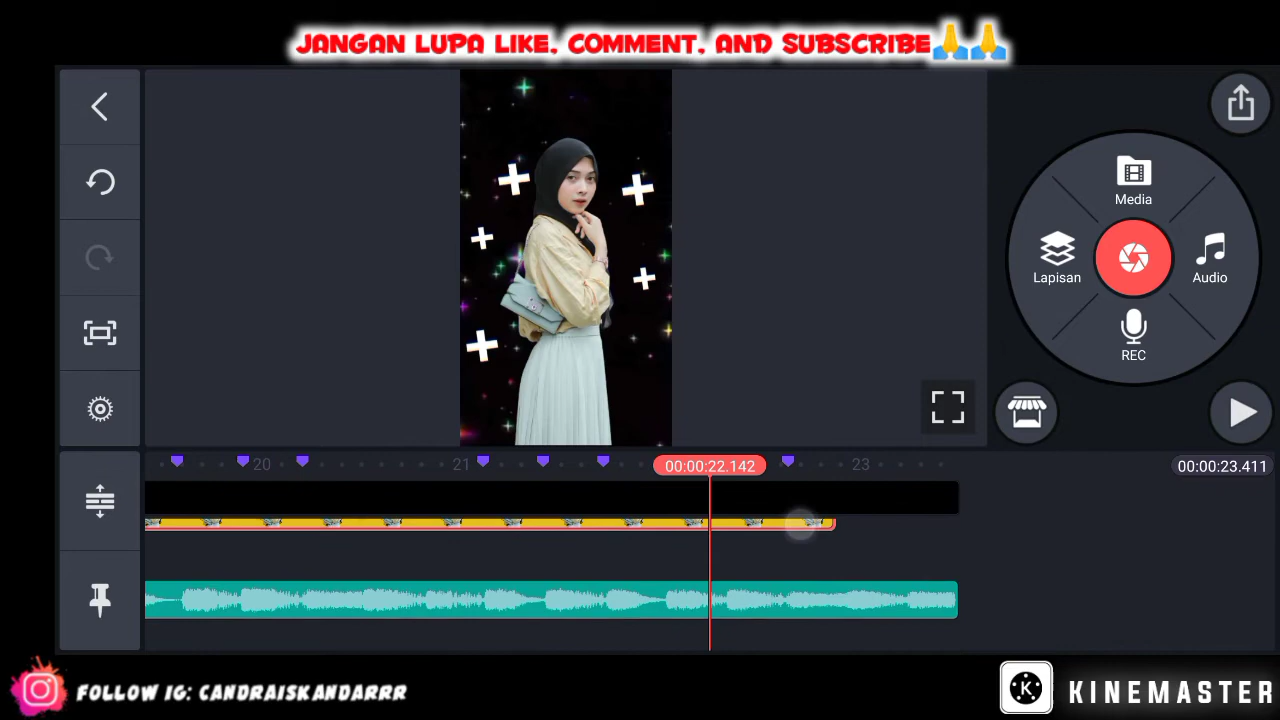 JANGAN LUPA LIKE, COMMENT, AND SUBSCRIBE🙏🙏
Media
Lapisan
Audio
REC
20
21
00:00:22.142
23
00:00:23.411
FOLLOW IG: CANDRAISKANDARRR
K
KINEMASTER